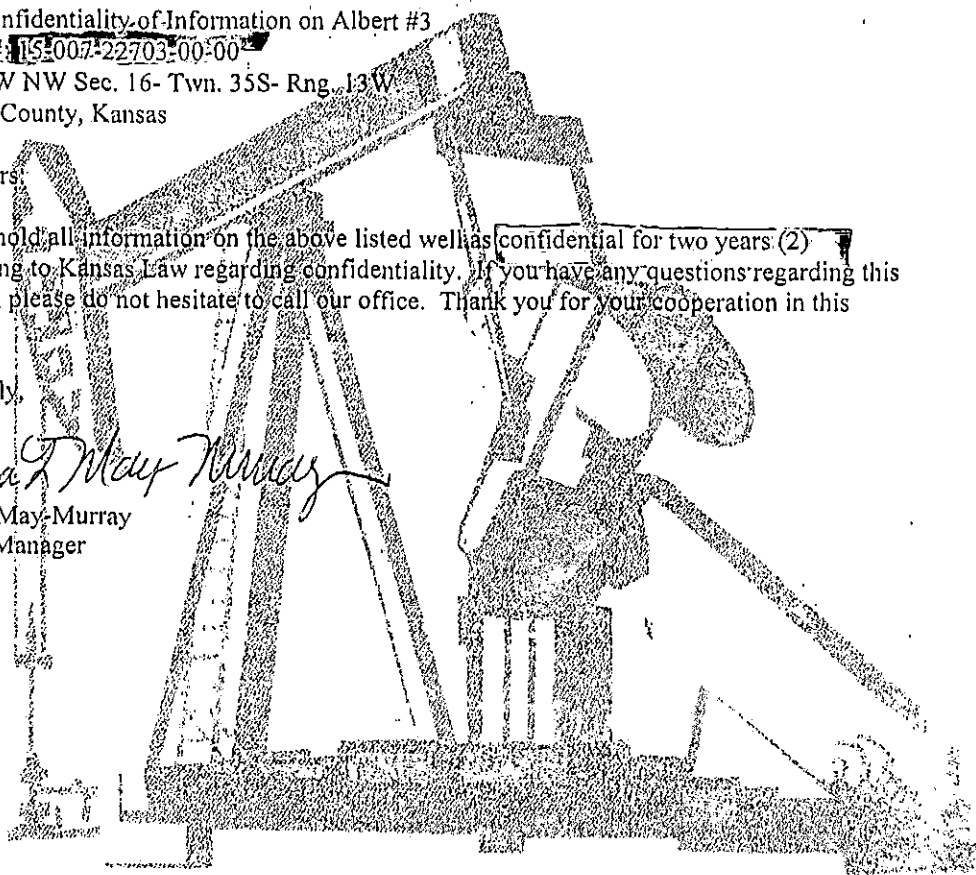 nfidentiality of Information on Albert #3
15-007-22703-00-00
W NW Sec. 16- Twn. 35S- Rng. 13W
County, Kansas
rs
hold all information on the above listed well as confidential for two years (2)
ng to Kansas Law regarding confidentiality. If you have any questions regarding this
please do not hesitate to call our office. Thank you for your cooperation in this
ly,
a L May-Murray
May-Murray
Manager